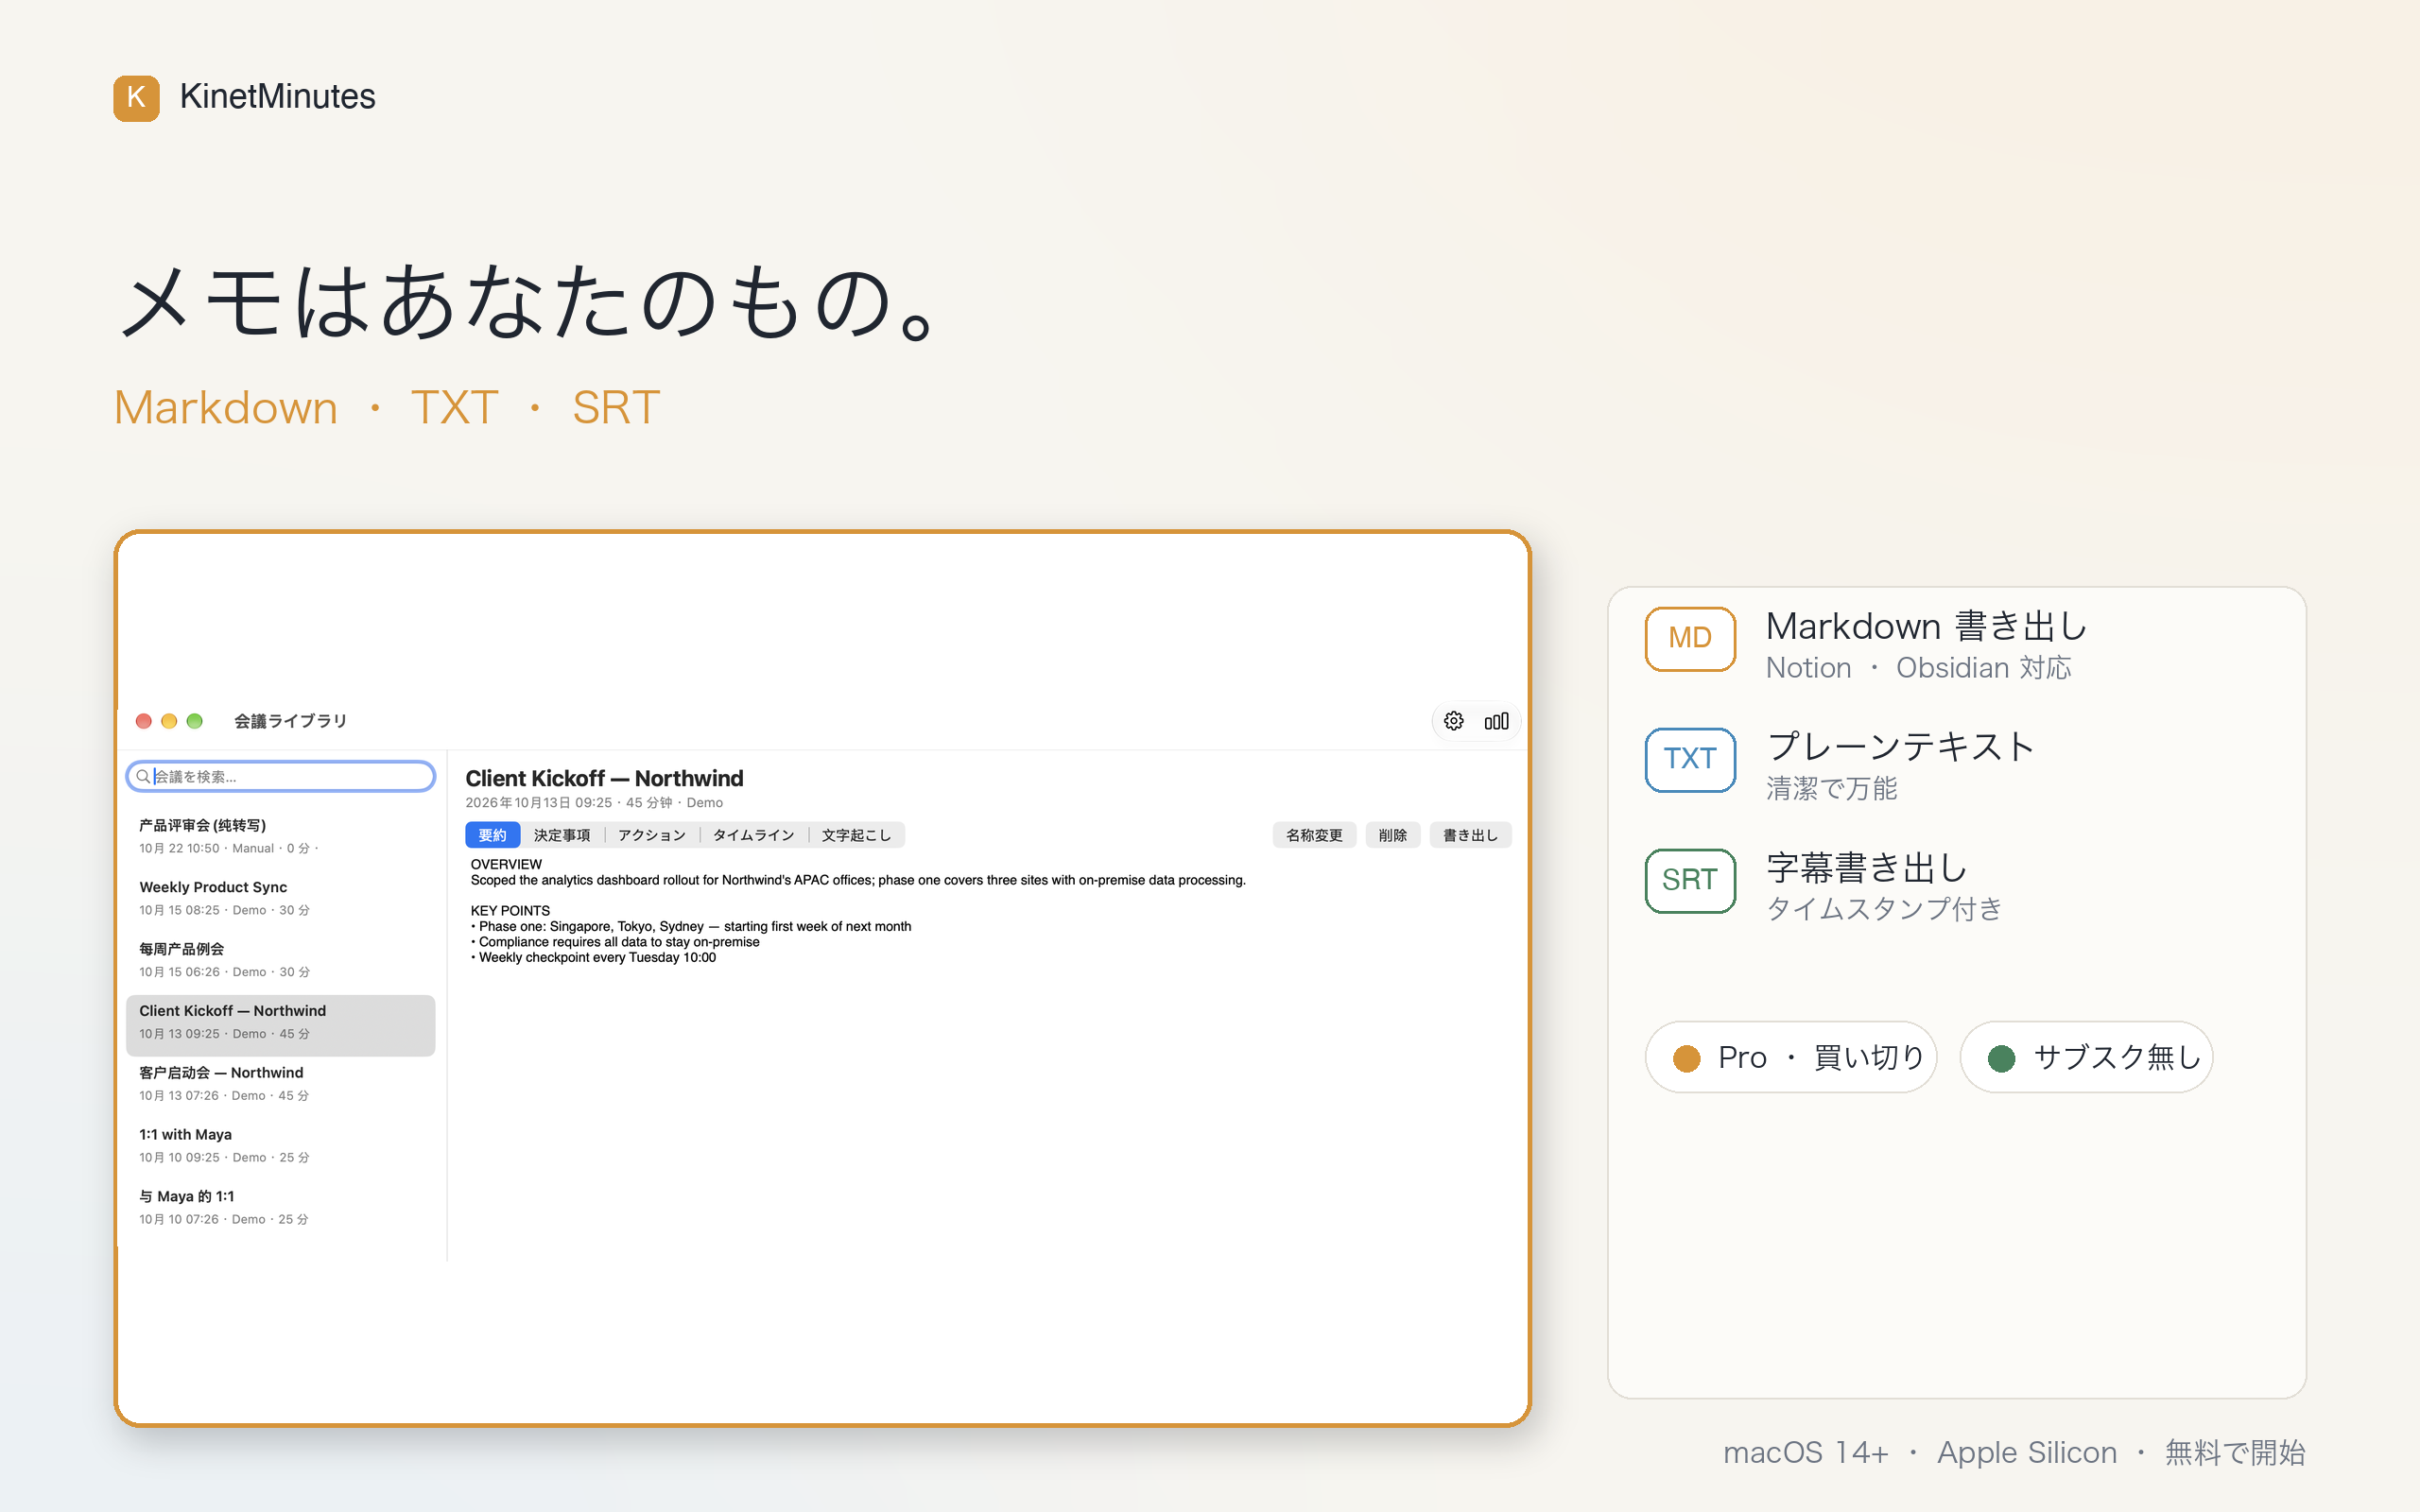 K KinetMinutes
メモはあなたのもの。
Markdown ・ TXT ・ SRT
会議ライブラリ
会議を検索...
产品评审会 (纯转写)
10月 22 10:50 · Manual · 0 分 ·
Weekly Product Sync
10月 15 08:25 · Demo · 30 分
每周产品例会
10月 15 06:26 · Demo · 30 分
Client Kickoff — Northwind
10月 13 09:25 · Demo · 45 分
客户启动会 — Northwind
10月 13 07:26 · Demo · 45 分
1:1 with Maya
10月 10 09:25 · Demo · 25 分
与 Maya 的 1:1
10月 10 07:26 · Demo · 25 分
Client Kickoff — Northwind
2026年10月13日 09:25 · 45 分钟 · Demo
要約 決定事項 アクション タイムライン 文字起こし 名称変更 削除 書き出し
OVERVIEW
Scoped the analytics dashboard rollout for Northwind's APAC offices; phase one covers three sites with on-premise data processing.
KEY POINTS
• Phase one: Singapore, Tokyo, Sydney — starting first week of next month
• Compliance requires all data to stay on-premise
• Weekly checkpoint every Tuesday 10:00
MD Markdown 書き出し
Notion ・ Obsidian 対応
TXT プレーンテキスト
清潔で万能
SRT 字幕書き出し
タイムスタンプ付き
Pro ・ 買い切り サブスク無し
macOS 14+ ・ Apple Silicon ・ 無料で開始